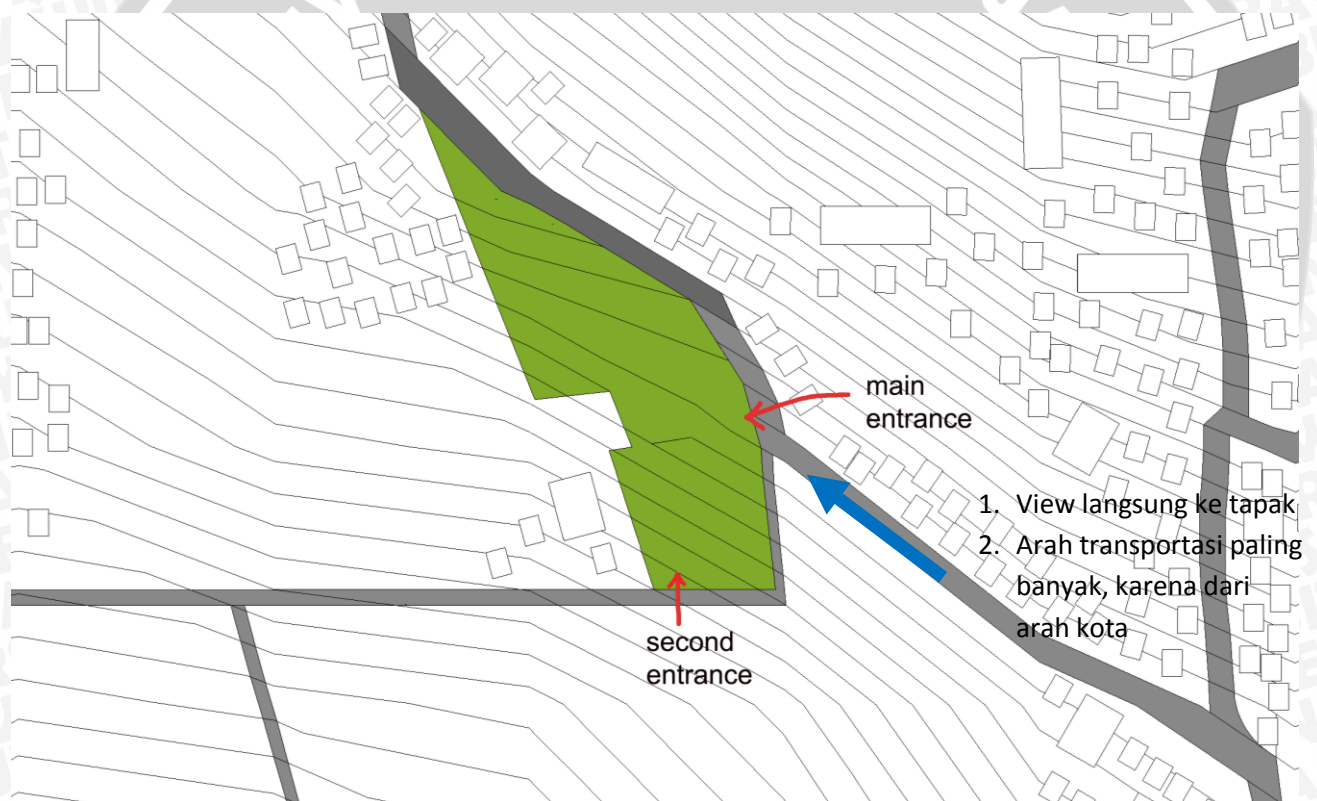 main
entrance
1. View langsung ke tapak
2. Arah transportasi paling
banyak, karena dari
arah kota
second
entrance